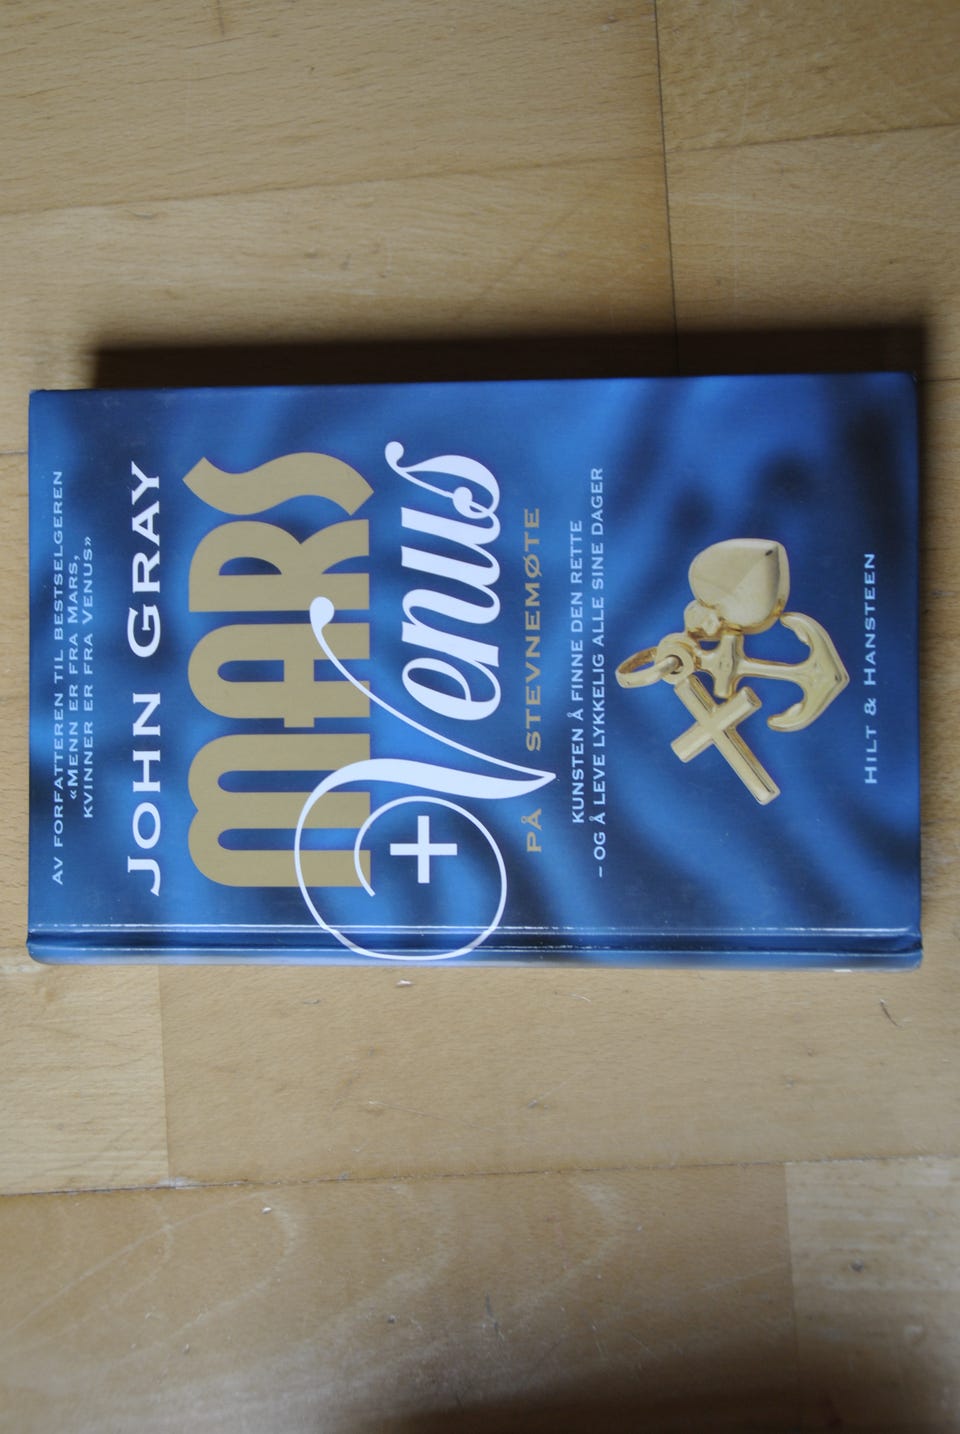 AV FORFATTEREN TIL BESTSELGEREN
«MENN ER FRA MARS,
KVINNER ER FRA VENUS»
JOHN GRAY
MARS
+ Venus
PÅ STEVNEMØTE
KUNSTEN Å FINNE DEN RETTE
– OG Å LEVE LYKKELIG ALLE SINE DAGER
HILT & HANSTEEN